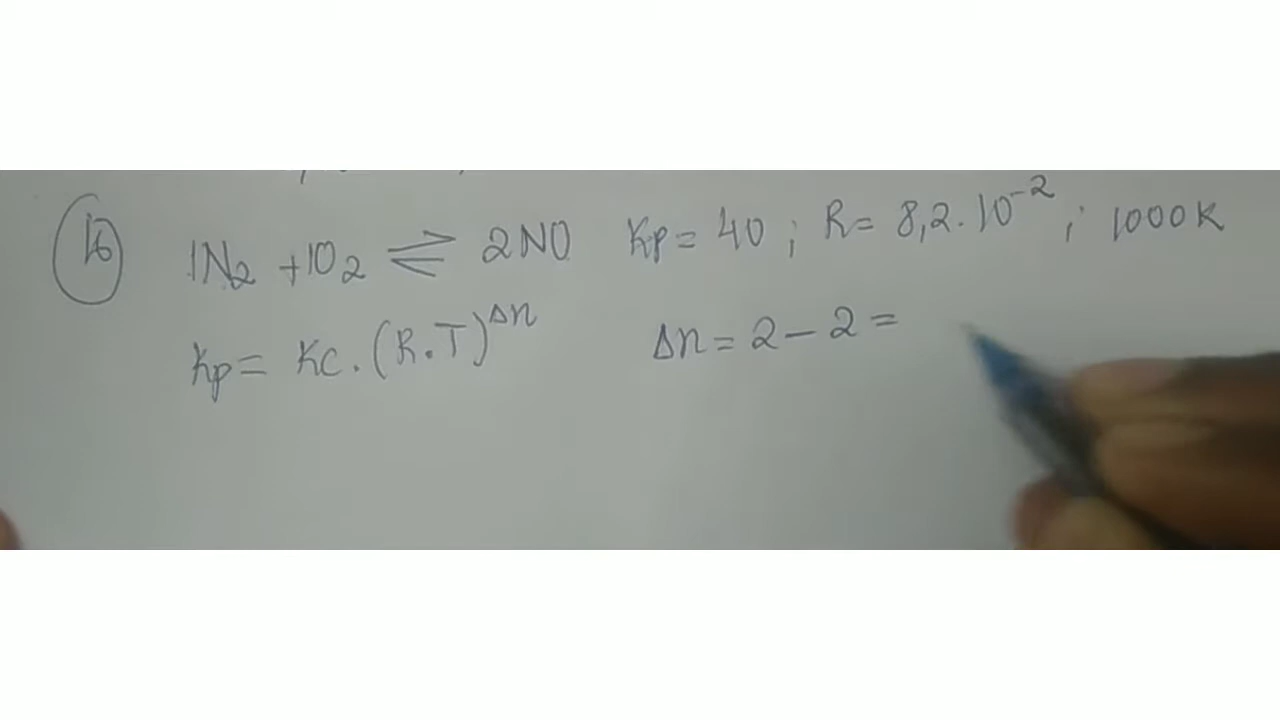 16 1N₂ + 1O₂ ⇌ 2NO Kp = 40 ; R = 8,2.10⁻² ; 1000K
Kp = Kc . (R.T)^Δn Δn = 2 - 2 =